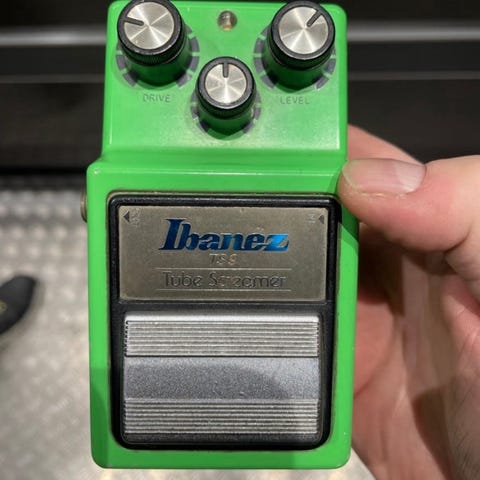 DRIVE LEVEL
Ibanez
TS9
Tube Screamer